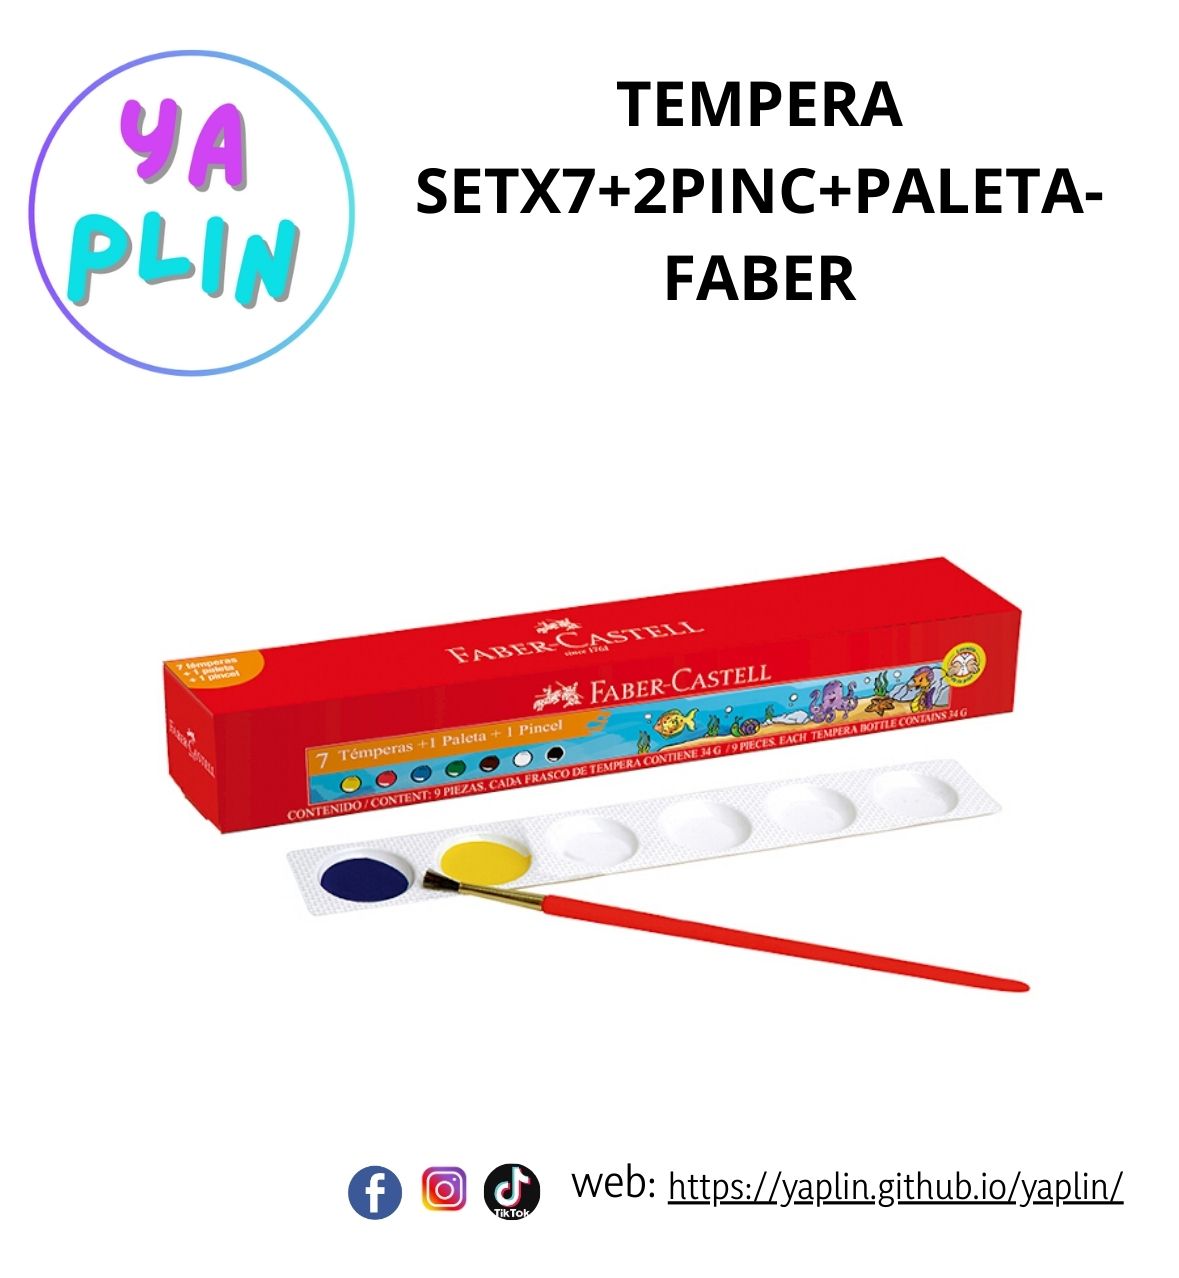 YA
PLIN
TEMPERA
SETX7+2PINC+PALETA-
FABER
FABER-CASTELL
since 1761
7 témperas
+ 1 paleta
+ 1 pincel
FABER-CASTELL
7 Témperas +1 Paleta + 1 Pincel
CONTENIDO / CONTENT: 9 PIEZAS. CADA FRASCO DE TEMPERA CONTIENE 34 G / 9 PIECES. EACH TEMPERA BOTTLE CONTAINS 34 G
FABER-CASTELL
TikTok
web: https://yaplin.github.io/yaplin/